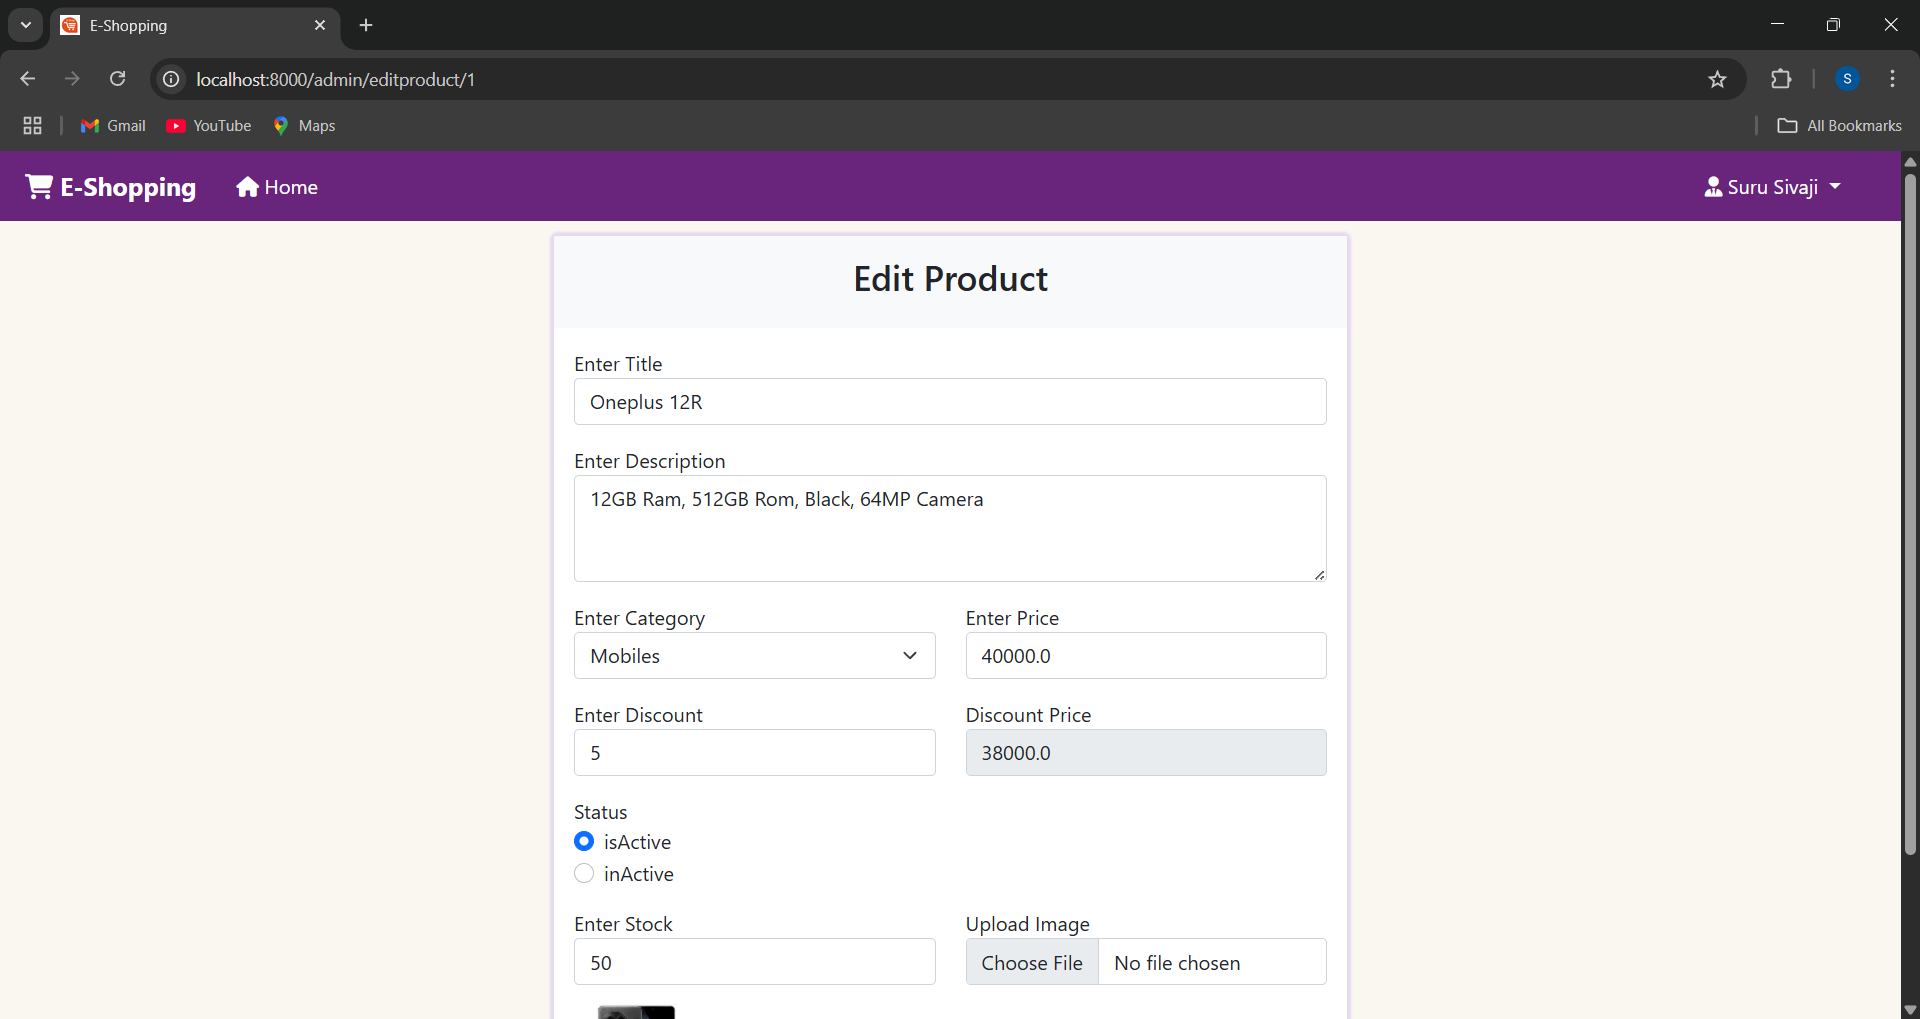 E-Shopping
localhost:8000/admin/editproduct/1
S
Gmail
YouTube
Maps
All Bookmarks
E-Shopping
Home
Suru Sivaji
Edit Product
Enter Title
Oneplus 12R
Enter Description
12GB Ram, 512GB Rom, Black, 64MP Camera
Enter Category
Enter Price
Mobiles
40000.0
Enter Discount
Discount Price
5
38000.0
Status
isActive
inActive
Enter Stock
Upload Image
50
Choose File No file chosen